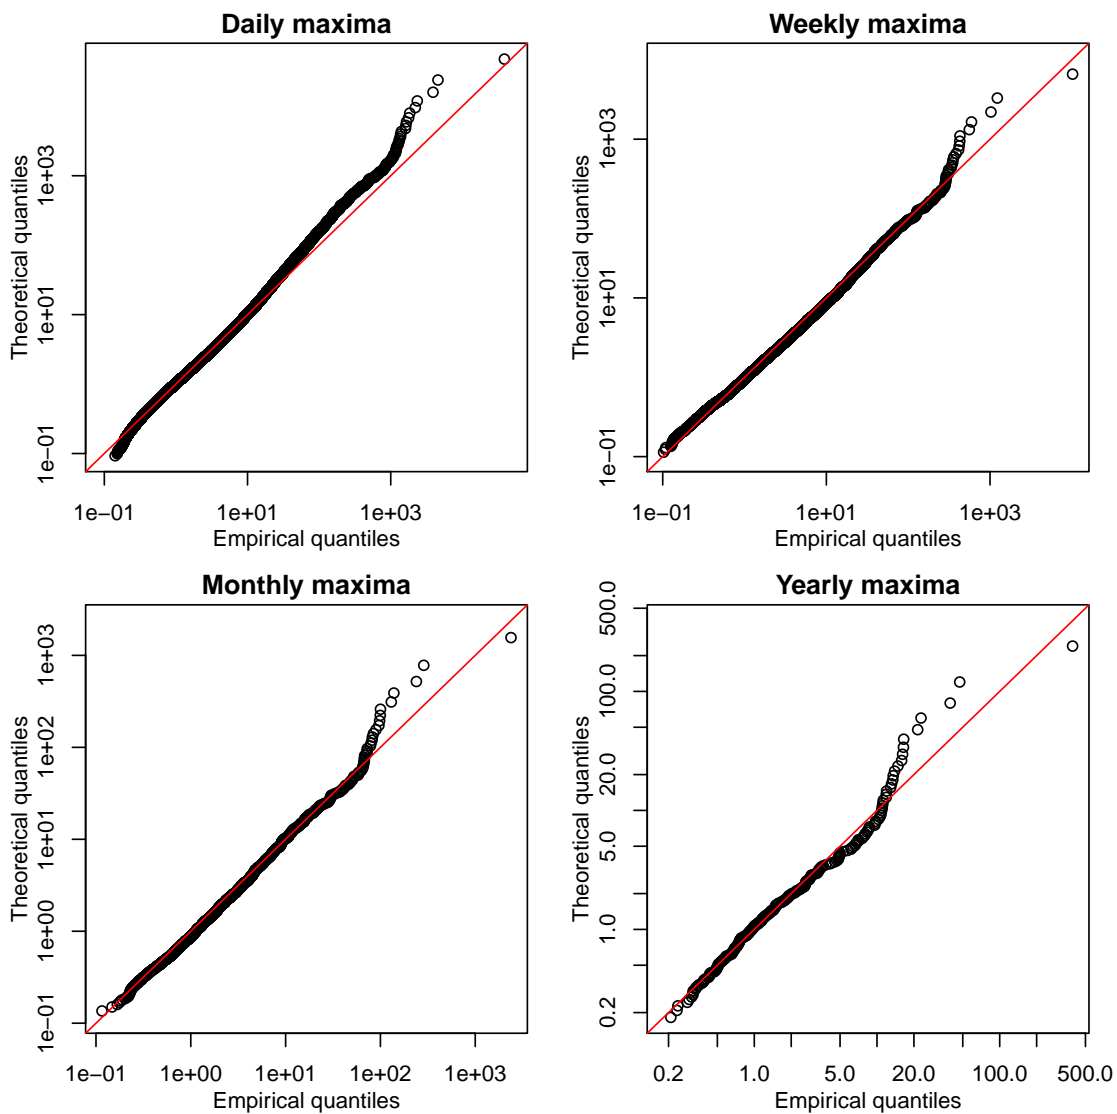 Daily maxima
Theoretical quantiles
1e-01 1e+01 1e+03
1e-01 1e+01 1e+03
Empirical quantiles
Weekly maxima
Theoretical quantiles
1e-01 1e+01 1e+03
1e-01 1e+01 1e+03
Empirical quantiles
Monthly maxima
Theoretical quantiles
1e-01 1e+00 1e+01 1e+02 1e+03
1e-01 1e+00 1e+01 1e+02 1e+03
Empirical quantiles
Yearly maxima
Theoretical quantiles
0.2 1.0 5.0 20.0 100.0 500.0
0.2 1.0 5.0 20.0 100.0 500.0
Empirical quantiles